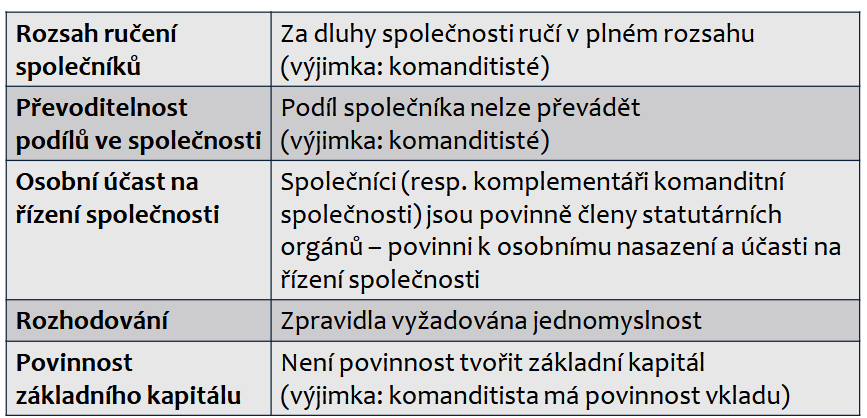 Rozsah ručení
společníků
Za dluhy společnosti ručí v plném rozsahu
(výjimka: komanditisté)
Převoditelnost
podílů ve společnosti
Podíl společníka nelze převádět
(výjimka: komanditisté)
Osobní účast na
řízení společnosti
Společníci (resp. komplementáři komanditní
společnosti) jsou povinně členy statutárních
orgánů – povinni k osobnímu nasazení a účasti na
řízení společnosti
Rozhodování
Zpravidla vyžadována jednomyslnost
Povinnost
základního kapitálu
Není povinnost tvořit základní kapitál
(výjimka: komanditista má povinnost vkladu)